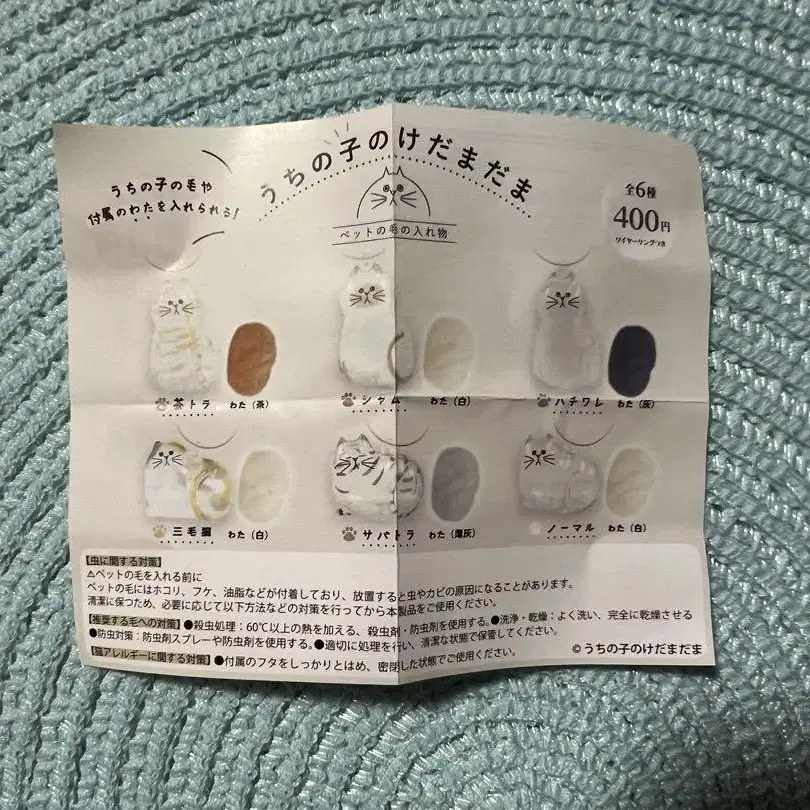 うちの子のけだまだま
うちの子の毛や
付属のわたを入れられる!
ペットの毛の入れ物
全6種
400円
ワイヤーリングつき
茶トラ
わた(茶)
シャム
わた(白)
ハチワレ
わた(灰)
三毛猫
わた(白)
サバトラ
わた(薄灰)
ノーマル
わた(白)
【虫に関する対策】
⚠ペットの毛を入れる前に
ペットの毛にはホコリ、フケ、油脂などが付着しており、放置すると虫やカビの原因になることがあります。
清潔に保つため、必要に応じて以下方法などの対策を行ってから本製品をご使用ください。
【推奨する毛への対策】●殺虫処理:60℃以上の熱を加える、殺虫剤・防虫剤を使用する。●洗浄・乾燥:よく洗い、完全に乾燥させる
●防虫対策:防虫剤スプレーや防虫剤を使用する。●適切に処理を行い、清潔な状態で保管してください。
【猫アレルギーに関する対策】●付属のフタをしっかりとはめ、密閉した状態でご使用ください。
©うちの子のけだまだま